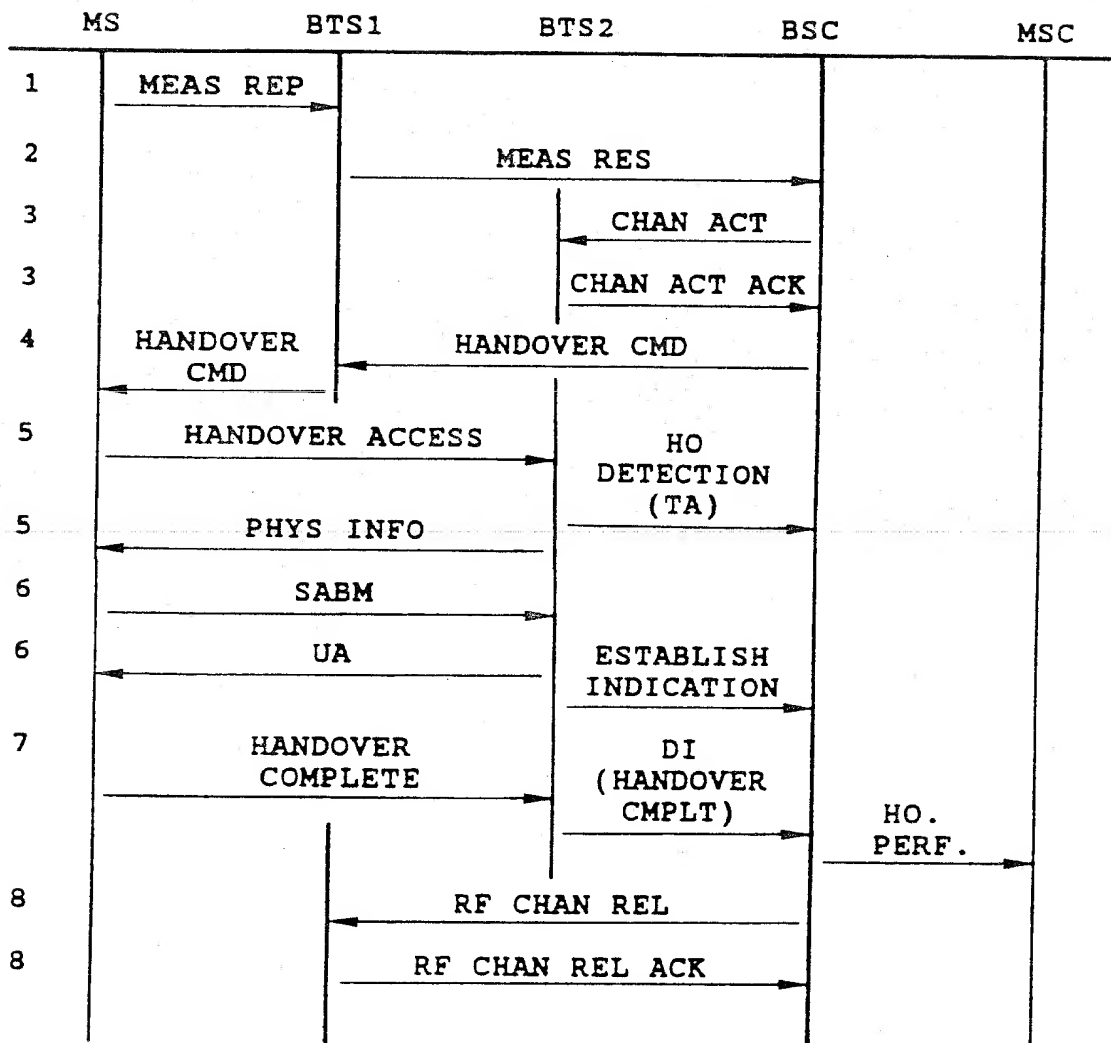 MS BTS1 BTS2 BSC MSC
1 MEAS REP
2 MEAS RES
3 CHAN ACT
3 CHAN ACT ACK
4 HANDOVER CMD HANDOVER CMD
5 HANDOVER ACCESS HO DETECTION (TA)
5 PHYS INFO
6 SABM
6 UA ESTABLISH INDICATION
7 HANDOVER COMPLETE DI (HANDOVER CMPLT)
HO. PERF.
8 RF CHAN REL
8 RF CHAN REL ACK